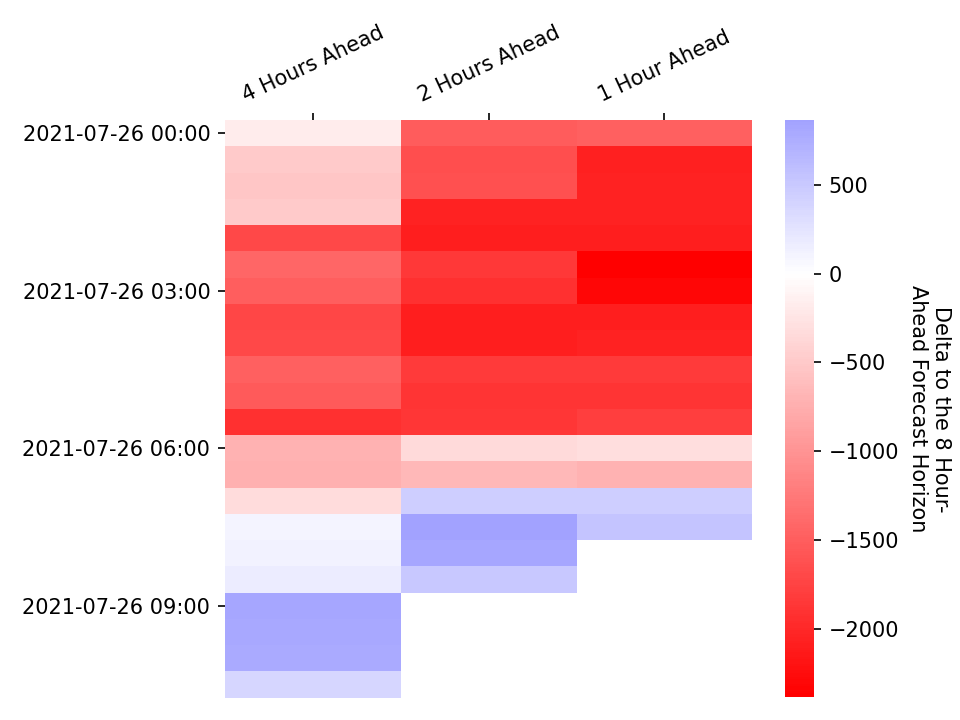 4 Hours Ahead
2 Hours Ahead
1 Hour Ahead
2021-07-26 00:00
2021-07-26 03:00
2021-07-26 06:00
2021-07-26 09:00
500
0
−500
−1000
−1500
−2000
Delta to the 8 Hour-
Ahead Forecast Horizon